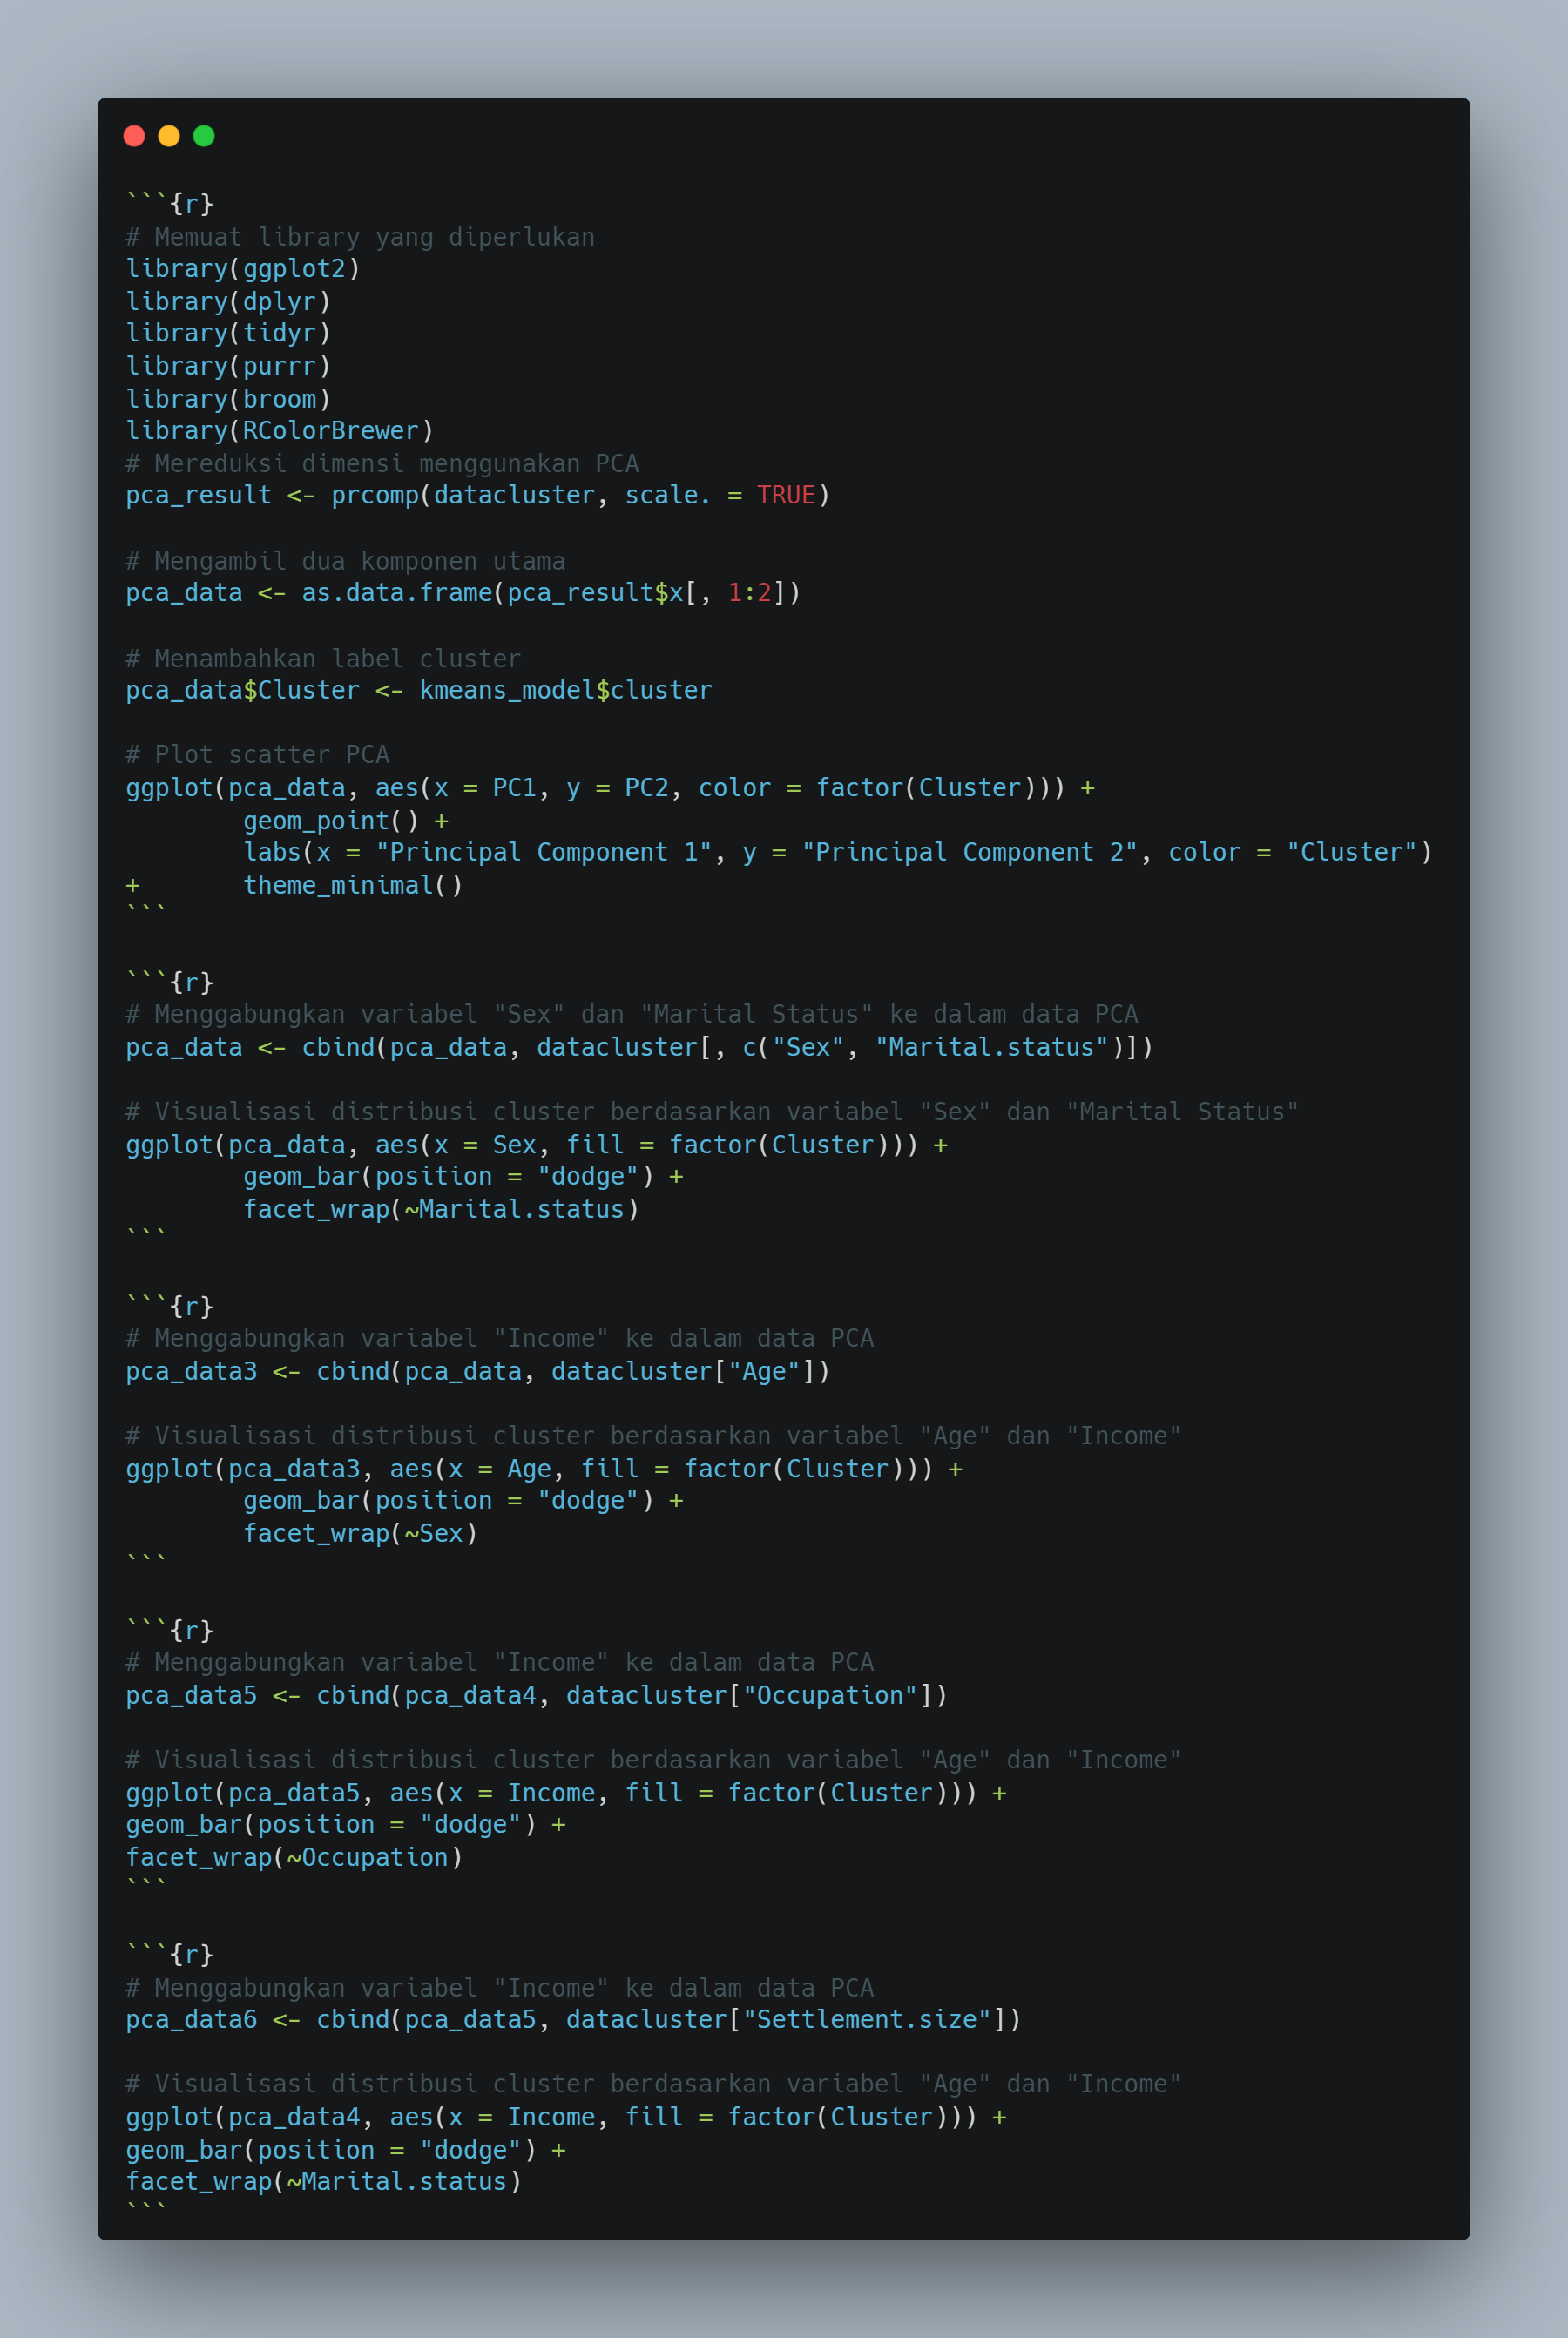 ```{r}
# Memuat library yang diperlukan
library(ggplot2)
library(dplyr)
library(tidyr)
library(purrr)
library(broom)
library(RColorBrewer)
# Mereduksi dimensi menggunakan PCA
pca_result <- prcomp(datacluster, scale. = TRUE)

# Mengambil dua komponen utama
pca_data <- as.data.frame(pca_result$x[, 1:2])

# Menambahkan label cluster
pca_data$Cluster <- kmeans_model$cluster

# Plot scatter PCA
ggplot(pca_data, aes(x = PC1, y = PC2, color = factor(Cluster))) +
        geom_point() +
        labs(x = "Principal Component 1", y = "Principal Component 2", color = "Cluster")
+       theme_minimal()
```

```{r}
# Menggabungkan variabel "Sex" dan "Marital Status" ke dalam data PCA
pca_data <- cbind(pca_data, datacluster[, c("Sex", "Marital.status")])

# Visualisasi distribusi cluster berdasarkan variabel "Sex" dan "Marital Status"
ggplot(pca_data, aes(x = Sex, fill = factor(Cluster))) +
        geom_bar(position = "dodge") +
        facet_wrap(~Marital.status)
```

```{r}
# Menggabungkan variabel "Income" ke dalam data PCA
pca_data3 <- cbind(pca_data, datacluster["Age"])

# Visualisasi distribusi cluster berdasarkan variabel "Age" dan "Income"
ggplot(pca_data3, aes(x = Age, fill = factor(Cluster))) +
        geom_bar(position = "dodge") +
        facet_wrap(~Sex)
```

```{r}
# Menggabungkan variabel "Income" ke dalam data PCA
pca_data5 <- cbind(pca_data4, datacluster["Occupation"])

# Visualisasi distribusi cluster berdasarkan variabel "Age" dan "Income"
ggplot(pca_data5, aes(x = Income, fill = factor(Cluster))) +
geom_bar(position = "dodge") +
facet_wrap(~Occupation)
```

```{r}
# Menggabungkan variabel "Income" ke dalam data PCA
pca_data6 <- cbind(pca_data5, datacluster["Settlement.size"])

# Visualisasi distribusi cluster berdasarkan variabel "Age" dan "Income"
ggplot(pca_data4, aes(x = Income, fill = factor(Cluster))) +
geom_bar(position = "dodge") +
facet_wrap(~Marital.status)
```